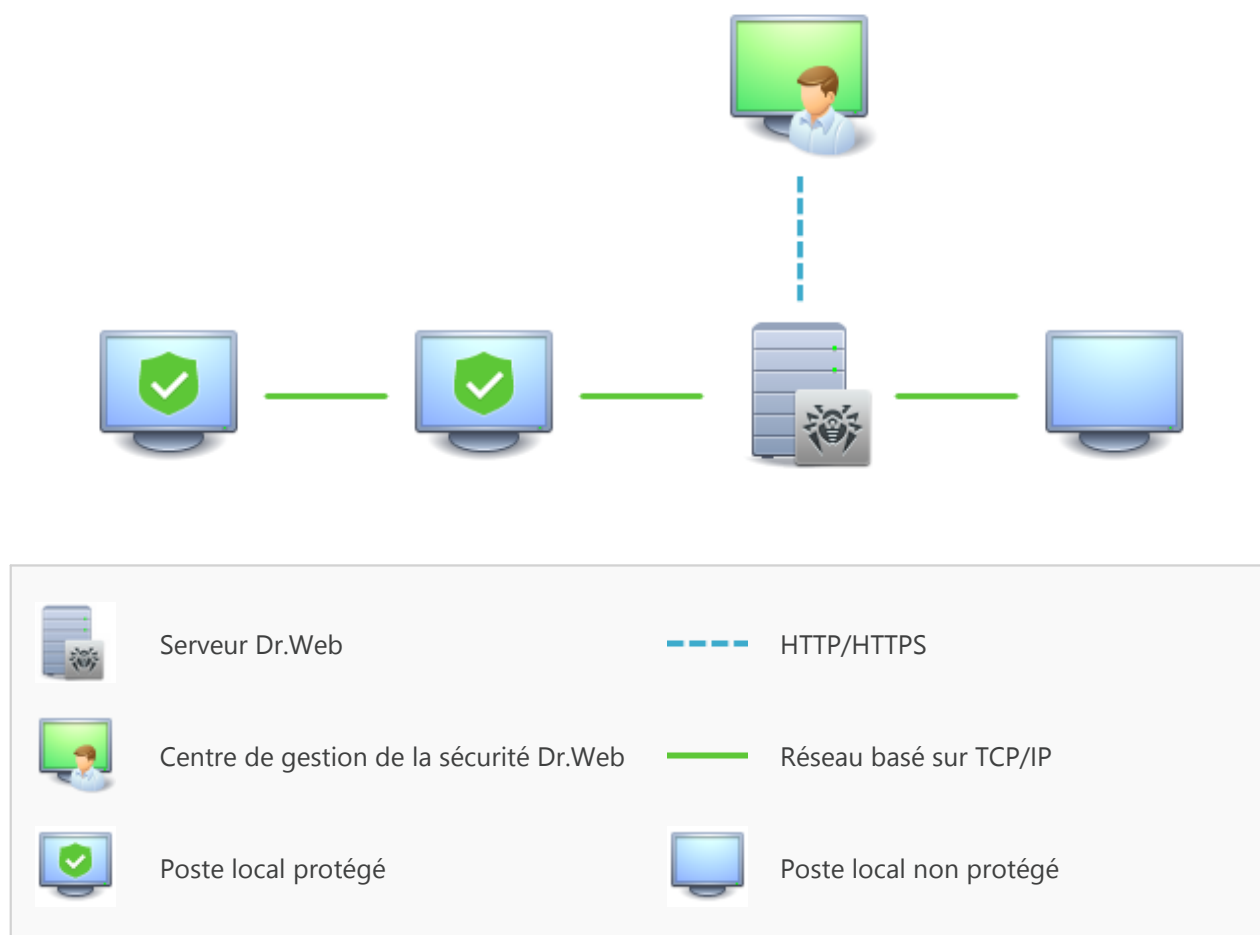 Serveur Dr.Web
HTTP/HTTPS
Centre de gestion de la sécurité Dr.Web
Réseau basé sur TCP/IP
Poste local protégé
Poste local non protégé